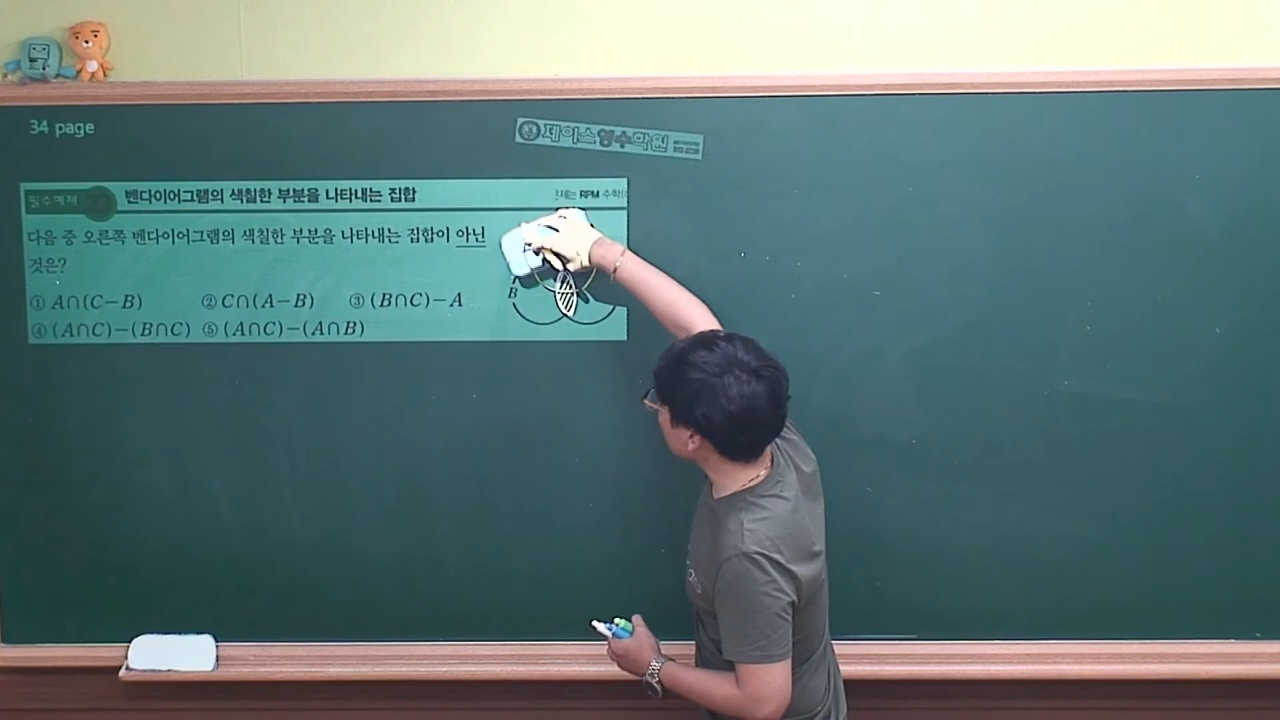 34 page
제이스영수학원
필수예제 벤다이어그램의 색칠한 부분을 나타내는 집합
RPM 수학
다음 중 오른쪽 벤다이어그램의 색칠한 부분을 나타내는 집합이 아닌
것은?
B
① A∩(C−B) ② C∩(A−B) ③ (B∩C)−A
④ (A∩C)−(B∩C) ⑤ (A∩C)−(A∩B)